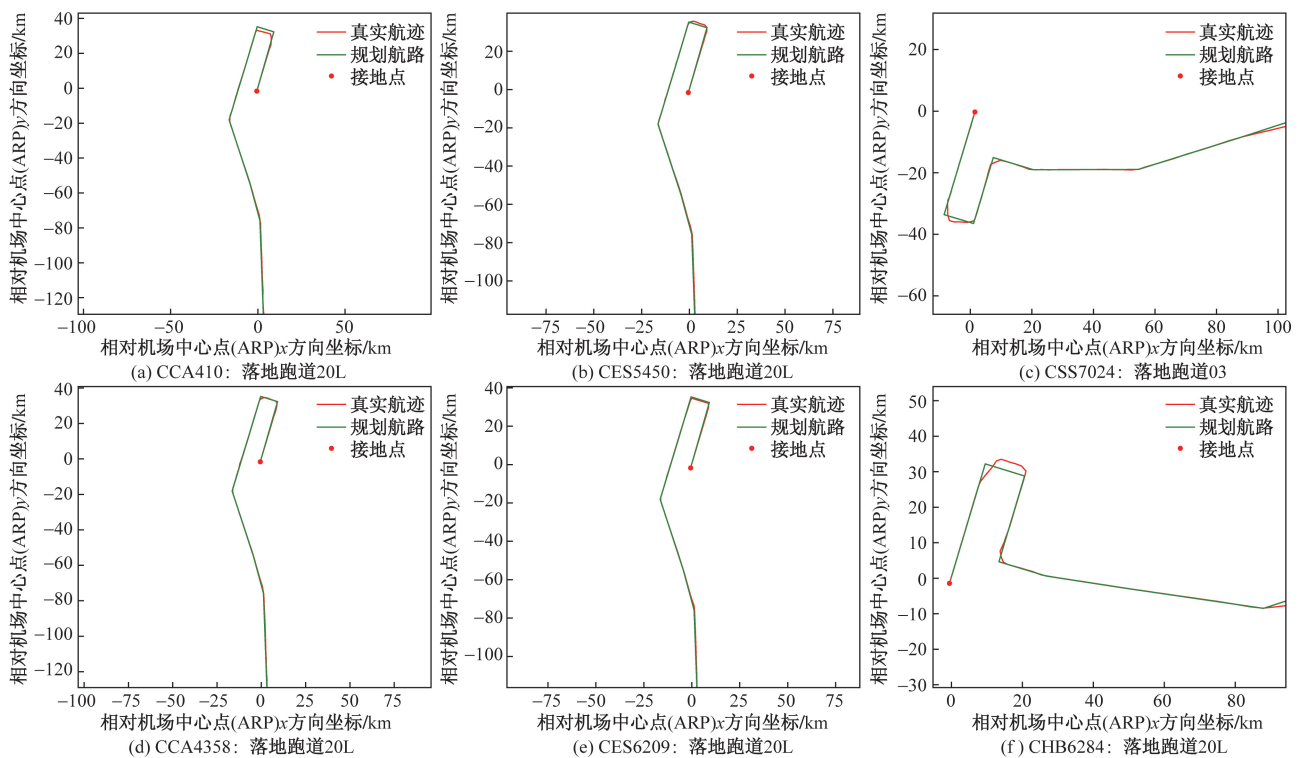 40
20
0
−20
−40
−60
−80
−100
−120
相对机场中心点(ARP)y方向坐标/km
真实航迹
规划航路
接地点
−100
−50
0
50
相对机场中心点(ARP)x方向坐标/km
(a) CCA410：落地跑道20L
20
0
−20
−40
−60
−80
−100
相对机场中心点(ARP)y方向坐标/km
真实航迹
规划航路
接地点
−75
−50
−25
0
25
50
75
相对机场中心点(ARP)x方向坐标/km
(b) CES5450：落地跑道20L
20
0
−20
−40
−60
相对机场中心点(ARP)y方向坐标/km
真实航迹
规划航路
接地点
0
20
40
60
80
100
相对机场中心点(ARP)x方向坐标/km
(c) CSS7024：落地跑道03
40
20
0
−20
−40
−60
−80
−100
−120
相对机场中心点(ARP)y方向坐标/km
真实航迹
规划航路
接地点
−100
−75
−50
−25
0
25
50
75
相对机场中心点(ARP)x方向坐标/km
(d) CCA4358：落地跑道20L
40
20
0
−20
−40
−60
−80
−100
相对机场中心点(ARP)y方向坐标/km
真实航迹
规划航路
接地点
−75
−50
−25
0
25
50
75
相对机场中心点(ARP)x方向坐标/km
(e) CES6209：落地跑道20L
50
40
30
20
10
0
−10
−20
−30
相对机场中心点(ARP)y方向坐标/km
真实航迹
规划航路
接地点
0
20
40
60
80
相对机场中心点(ARP)x方向坐标/km
(f) CHB6284：落地跑道20L